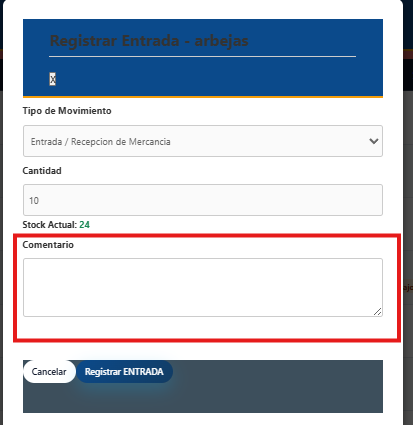 Registrar Entrada - arbejas
X
Tipo de Movimiento
Entrada / Recepcion de Mercancia
Cantidad
10
Stock Actual: 24
Comentario
Cancelar Registrar ENTRADA